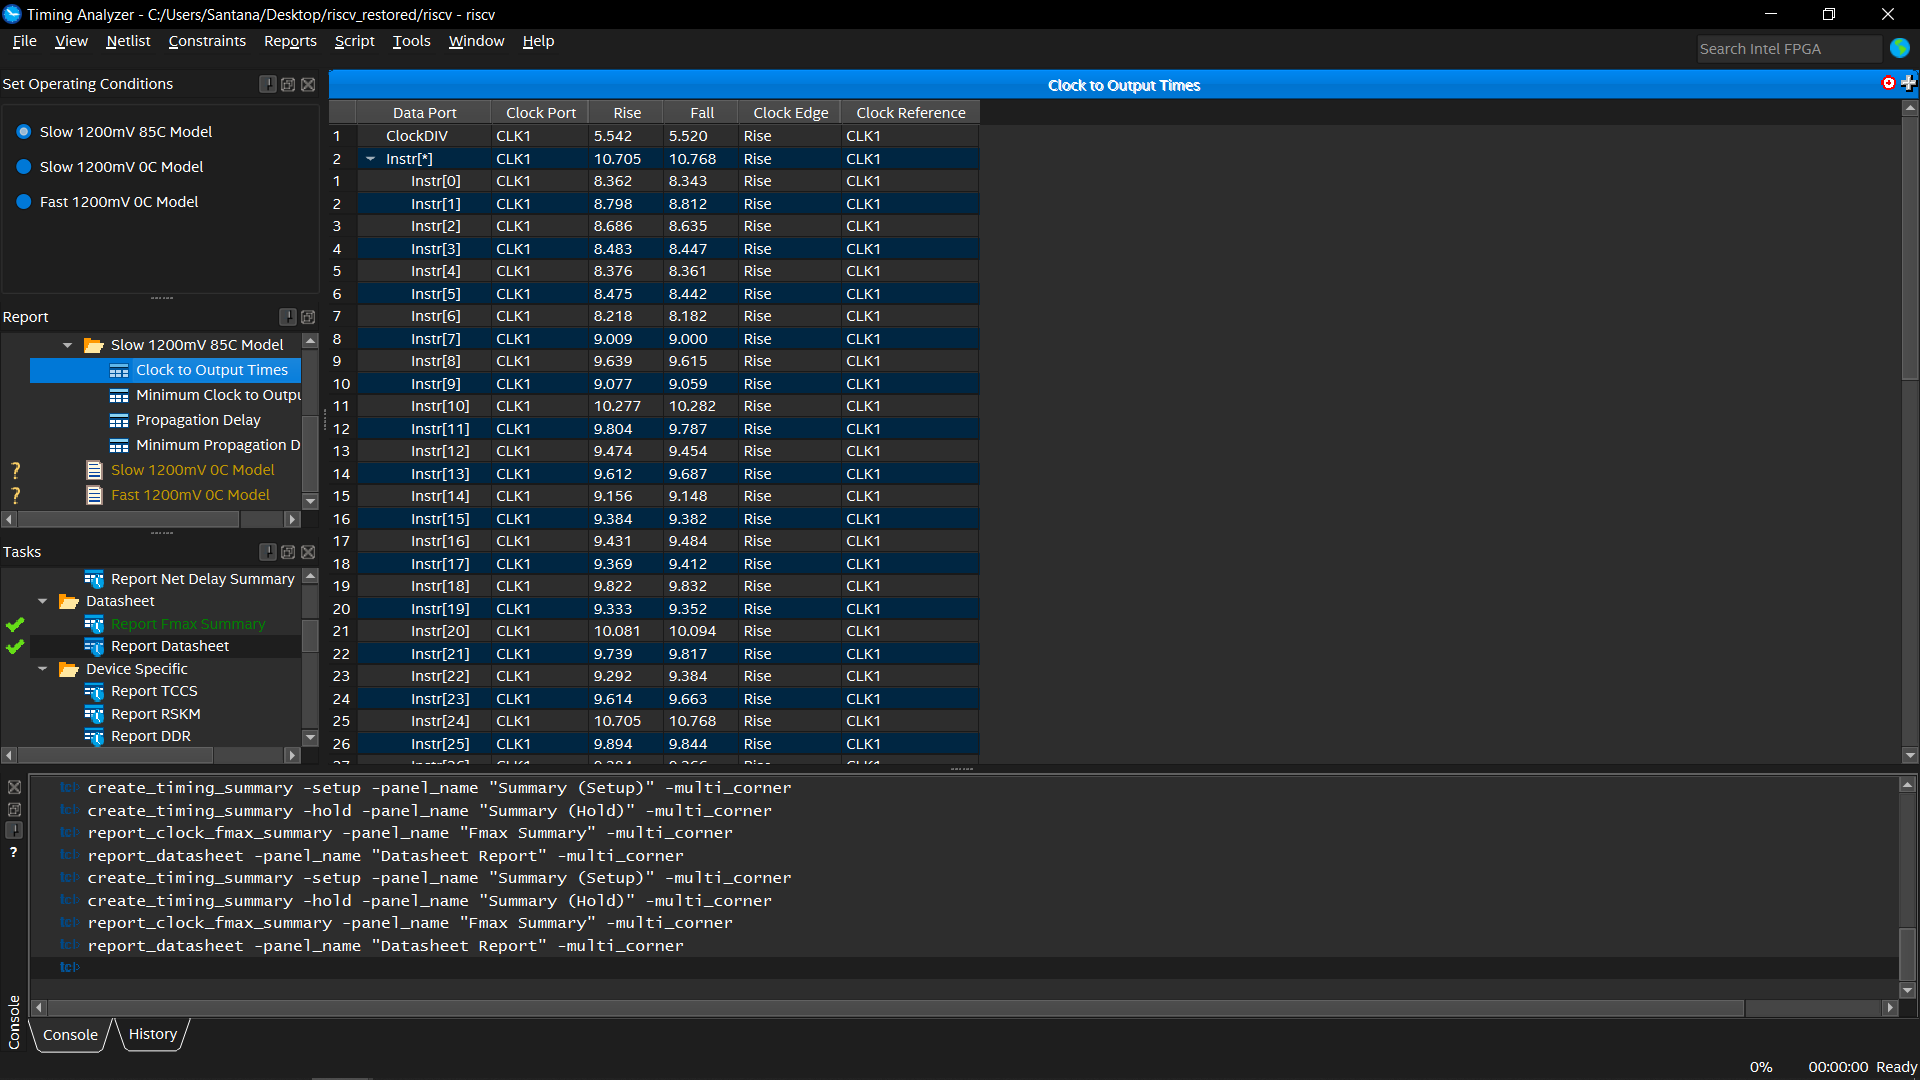 Timing Analyzer - C:/Users/Santana/Desktop/riscv_restored/riscv - riscv
File View Netlist Constraints Reports Script Tools Window Help
Search Intel FPGA
Set Operating Conditions
Slow 1200mV 85C Model
Slow 1200mV 0C Model
Fast 1200mV 0C Model
Report
Slow 1200mV 85C Model
Clock to Output Times
Minimum Clock to Outpu
Propagation Delay
Minimum Propagation D
? Slow 1200mV 0C Model
? Fast 1200mV 0C Model
Tasks
Report Net Delay Summary
Datasheet
Report Fmax Summary
Report Datasheet
Device Specific
Report TCCS
Report RSKM
Report DDR
Clock to Output Times
Data Port Clock Port Rise Fall Clock Edge Clock Reference
1 ClockDIV CLK1 5.542 5.520 Rise CLK1
2 Instr[*] CLK1 10.705 10.768 Rise CLK1
1 Instr[0] CLK1 8.362 8.343 Rise CLK1
2 Instr[1] CLK1 8.798 8.812 Rise CLK1
3 Instr[2] CLK1 8.686 8.635 Rise CLK1
4 Instr[3] CLK1 8.483 8.447 Rise CLK1
5 Instr[4] CLK1 8.376 8.361 Rise CLK1
6 Instr[5] CLK1 8.475 8.442 Rise CLK1
7 Instr[6] CLK1 8.218 8.182 Rise CLK1
8 Instr[7] CLK1 9.009 9.000 Rise CLK1
9 Instr[8] CLK1 9.639 9.615 Rise CLK1
10 Instr[9] CLK1 9.077 9.059 Rise CLK1
11 Instr[10] CLK1 10.277 10.282 Rise CLK1
12 Instr[11] CLK1 9.804 9.787 Rise CLK1
13 Instr[12] CLK1 9.474 9.454 Rise CLK1
14 Instr[13] CLK1 9.612 9.687 Rise CLK1
15 Instr[14] CLK1 9.156 9.148 Rise CLK1
16 Instr[15] CLK1 9.384 9.382 Rise CLK1
17 Instr[16] CLK1 9.431 9.484 Rise CLK1
18 Instr[17] CLK1 9.369 9.412 Rise CLK1
19 Instr[18] CLK1 9.822 9.832 Rise CLK1
20 Instr[19] CLK1 9.333 9.352 Rise CLK1
21 Instr[20] CLK1 10.081 10.094 Rise CLK1
22 Instr[21] CLK1 9.739 9.817 Rise CLK1
23 Instr[22] CLK1 9.292 9.384 Rise CLK1
24 Instr[23] CLK1 9.614 9.663 Rise CLK1
25 Instr[24] CLK1 10.705 10.768 Rise CLK1
26 Instr[25] CLK1 9.894 9.844 Rise CLK1
tcl> create_timing_summary -setup -panel_name "Summary (Setup)" -multi_corner
tcl> create_timing_summary -hold -panel_name "Summary (Hold)" -multi_corner
tcl> report_clock_fmax_summary -panel_name "Fmax Summary" -multi_corner
tcl> report_datasheet -panel_name "Datasheet Report" -multi_corner
tcl> create_timing_summary -setup -panel_name "Summary (Setup)" -multi_corner
tcl> create_timing_summary -hold -panel_name "Summary (Hold)" -multi_corner
tcl> report_clock_fmax_summary -panel_name "Fmax Summary" -multi_corner
tcl> report_datasheet -panel_name "Datasheet Report" -multi_corner
tcl>
?
Console
Console History
0% 00:00:00 Ready